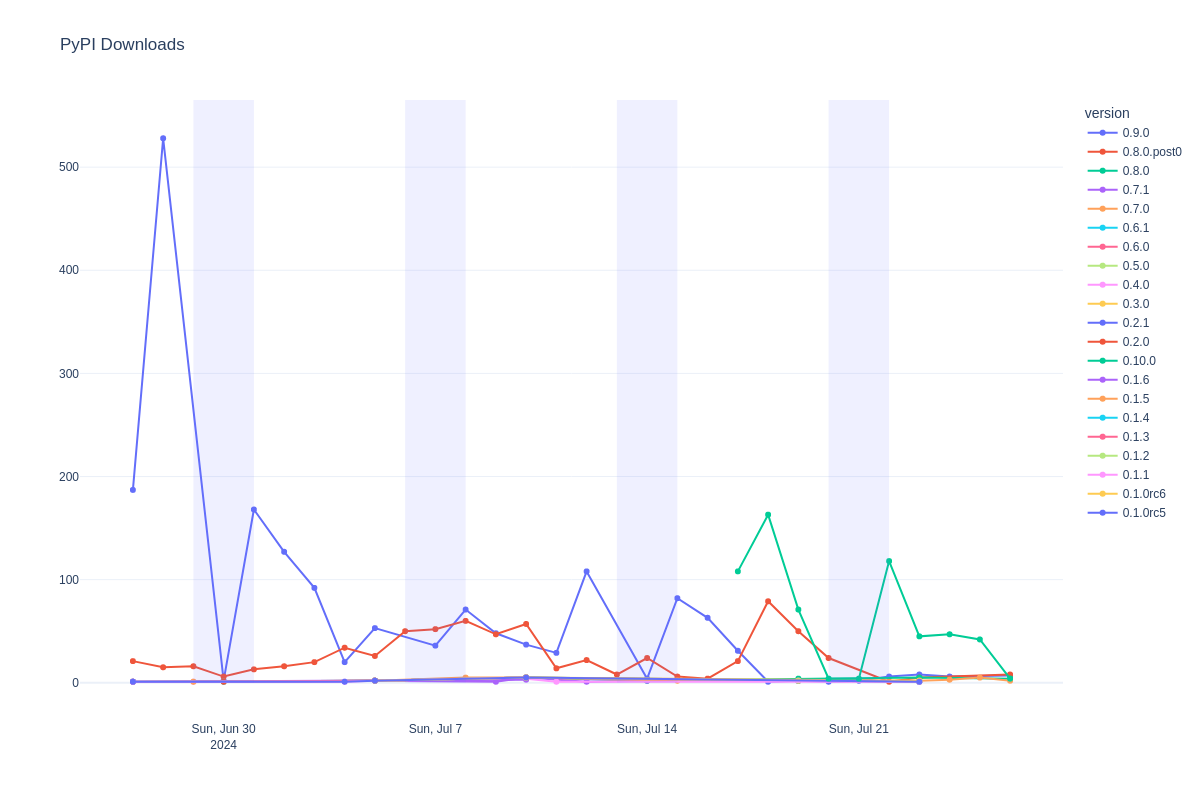 PyPI Downloads
500
400
300
200
100
0
Sun, Jun 30
2024
Sun, Jul 7
Sun, Jul 14
Sun, Jul 21
version
0.9.0
0.8.0.post0
0.8.0
0.7.1
0.7.0
0.6.1
0.6.0
0.5.0
0.4.0
0.3.0
0.2.1
0.2.0
0.10.0
0.1.6
0.1.5
0.1.4
0.1.3
0.1.2
0.1.1
0.1.0rc6
0.1.0rc5